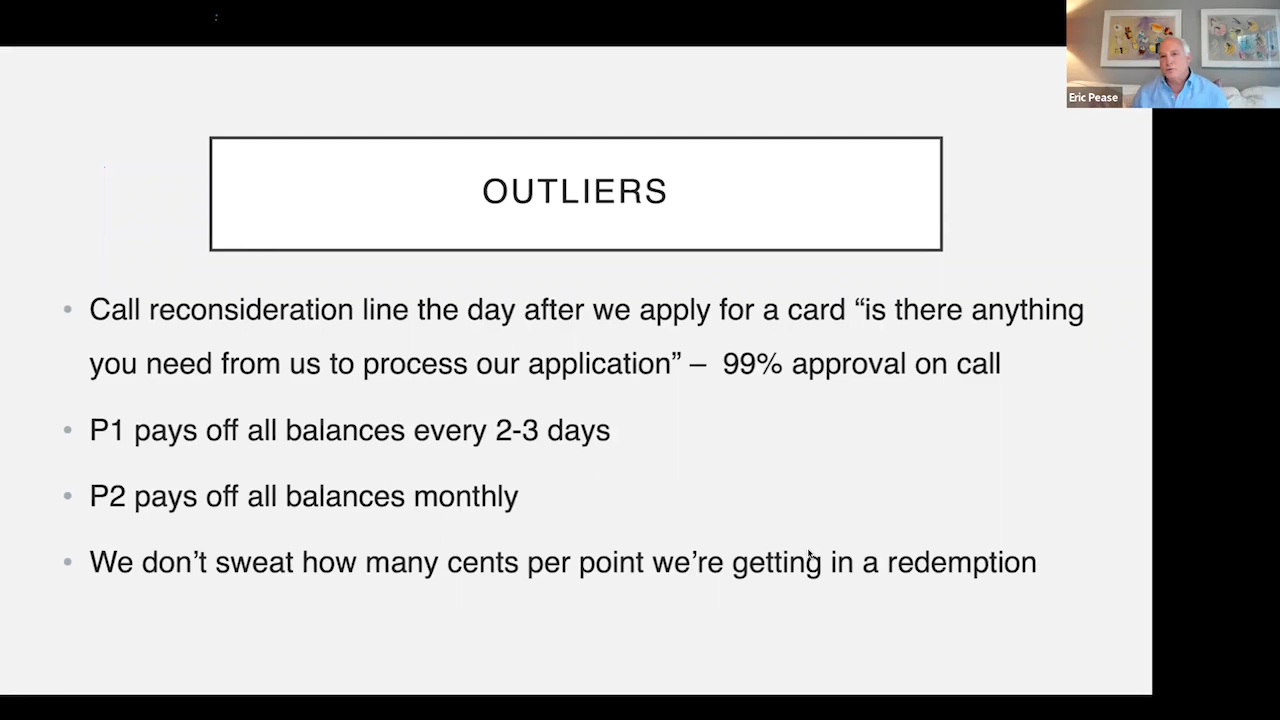 Eric Pease
OUTLIERS
• Call reconsideration line the day after we apply for a card “is there anything
you need from us to process our application” – 99% approval on call
• P1 pays off all balances every 2-3 days
• P2 pays off all balances monthly
• We don’t sweat how many cents per point we’re getting in a redemption